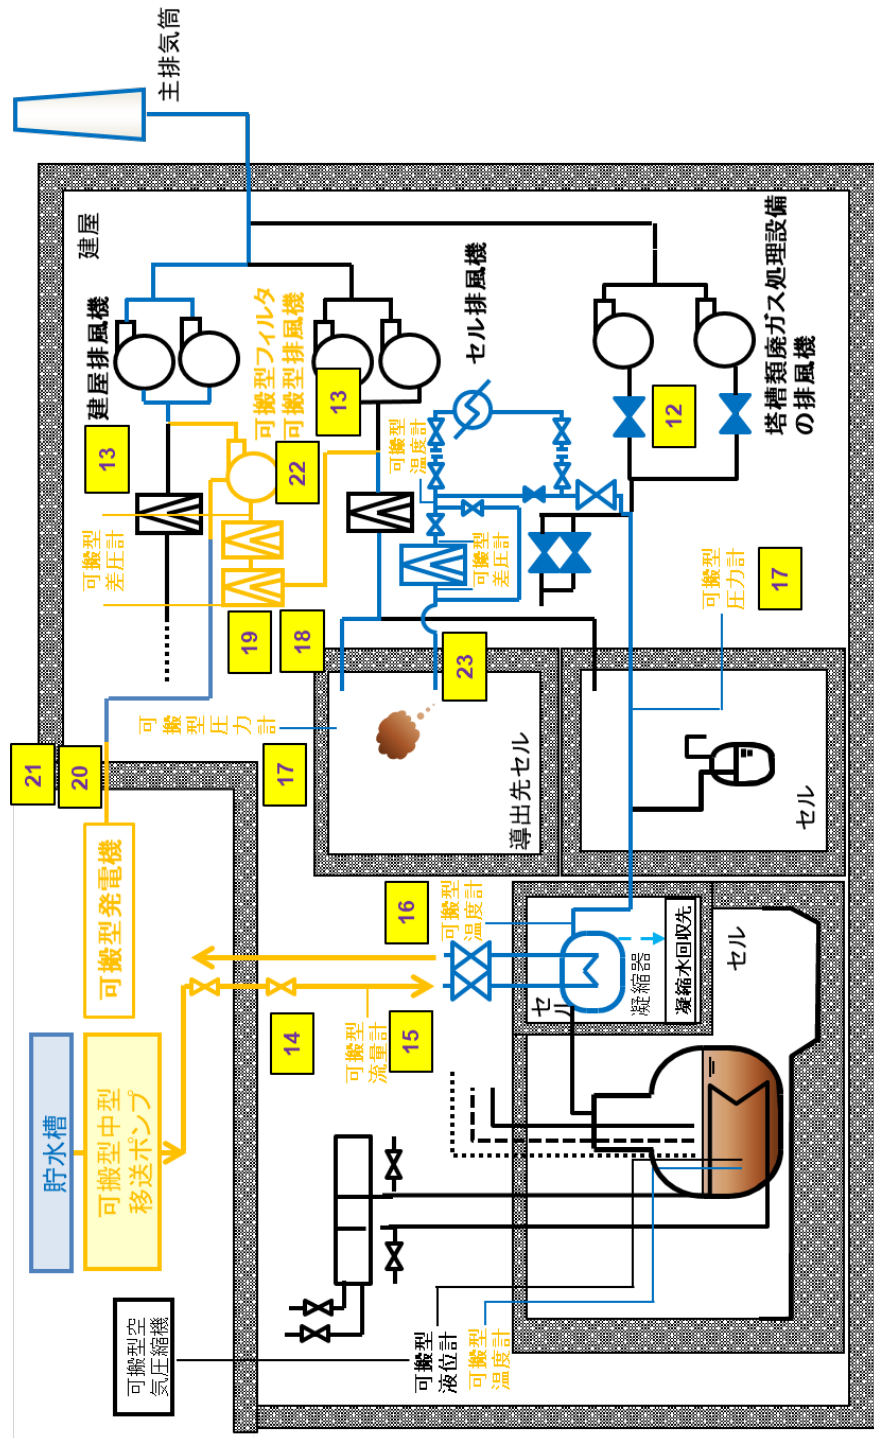 主排気筒
建屋
建屋排風機
可搬型フィルタ
可搬型排風機
セル排風機
塔槽類廃ガス処理設備
の排風機
13
13
12
22
可搬型
温度計
可搬型
差圧計
可搬型
差圧計
可搬型
圧力計
17
19
18
23
21
20
可搬型圧力
計
17
導出先セル
セル
可搬型発電機
16
可搬型
温度計
14
15
可搬型
流量計
セル
凝縮器
凝縮水回収先
セル
貯水槽
可搬型中型
移送ポンプ
可搬型空
気圧縮機
可搬型
液位計
可搬型
温度計